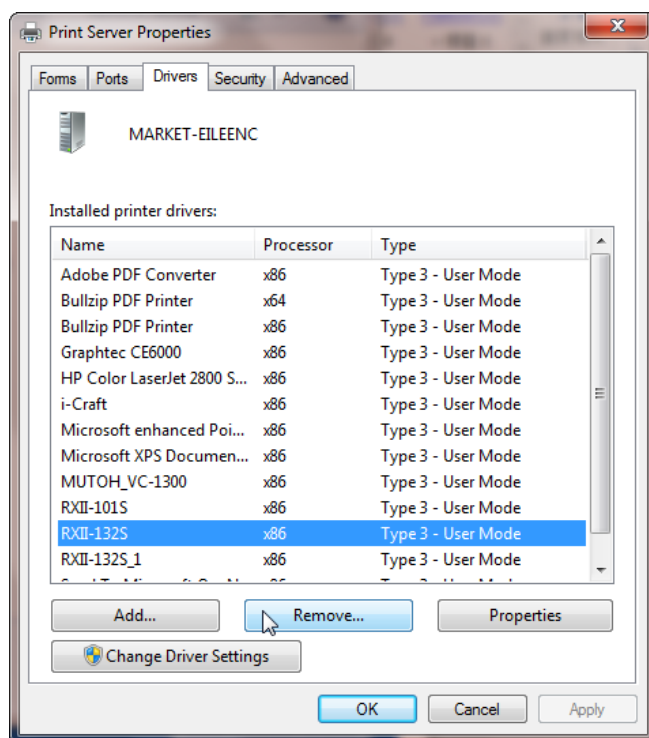 Print Server Properties
Forms Ports Drivers Security Advanced
MARKET-EILEENC
Installed printer drivers:
Name Processor Type
Adobe PDF Converter x86 Type 3 - User Mode
Bullzip PDF Printer x64 Type 3 - User Mode
Bullzip PDF Printer x86 Type 3 - User Mode
Graphtec CE6000 x86 Type 3 - User Mode
HP Color LaserJet 2800 S... x86 Type 3 - User Mode
i-Craft x86 Type 3 - User Mode
Microsoft enhanced Poi... x86 Type 3 - User Mode
Microsoft XPS Documen... x86 Type 3 - User Mode
MUTOH_VC-1300 x86 Type 3 - User Mode
RXII-101S x86 Type 3 - User Mode
RXII-132S x86 Type 3 - User Mode
RXII-132S_1 x86 Type 3 - User Mode
Add... Remove... Properties
Change Driver Settings
OK Cancel Apply